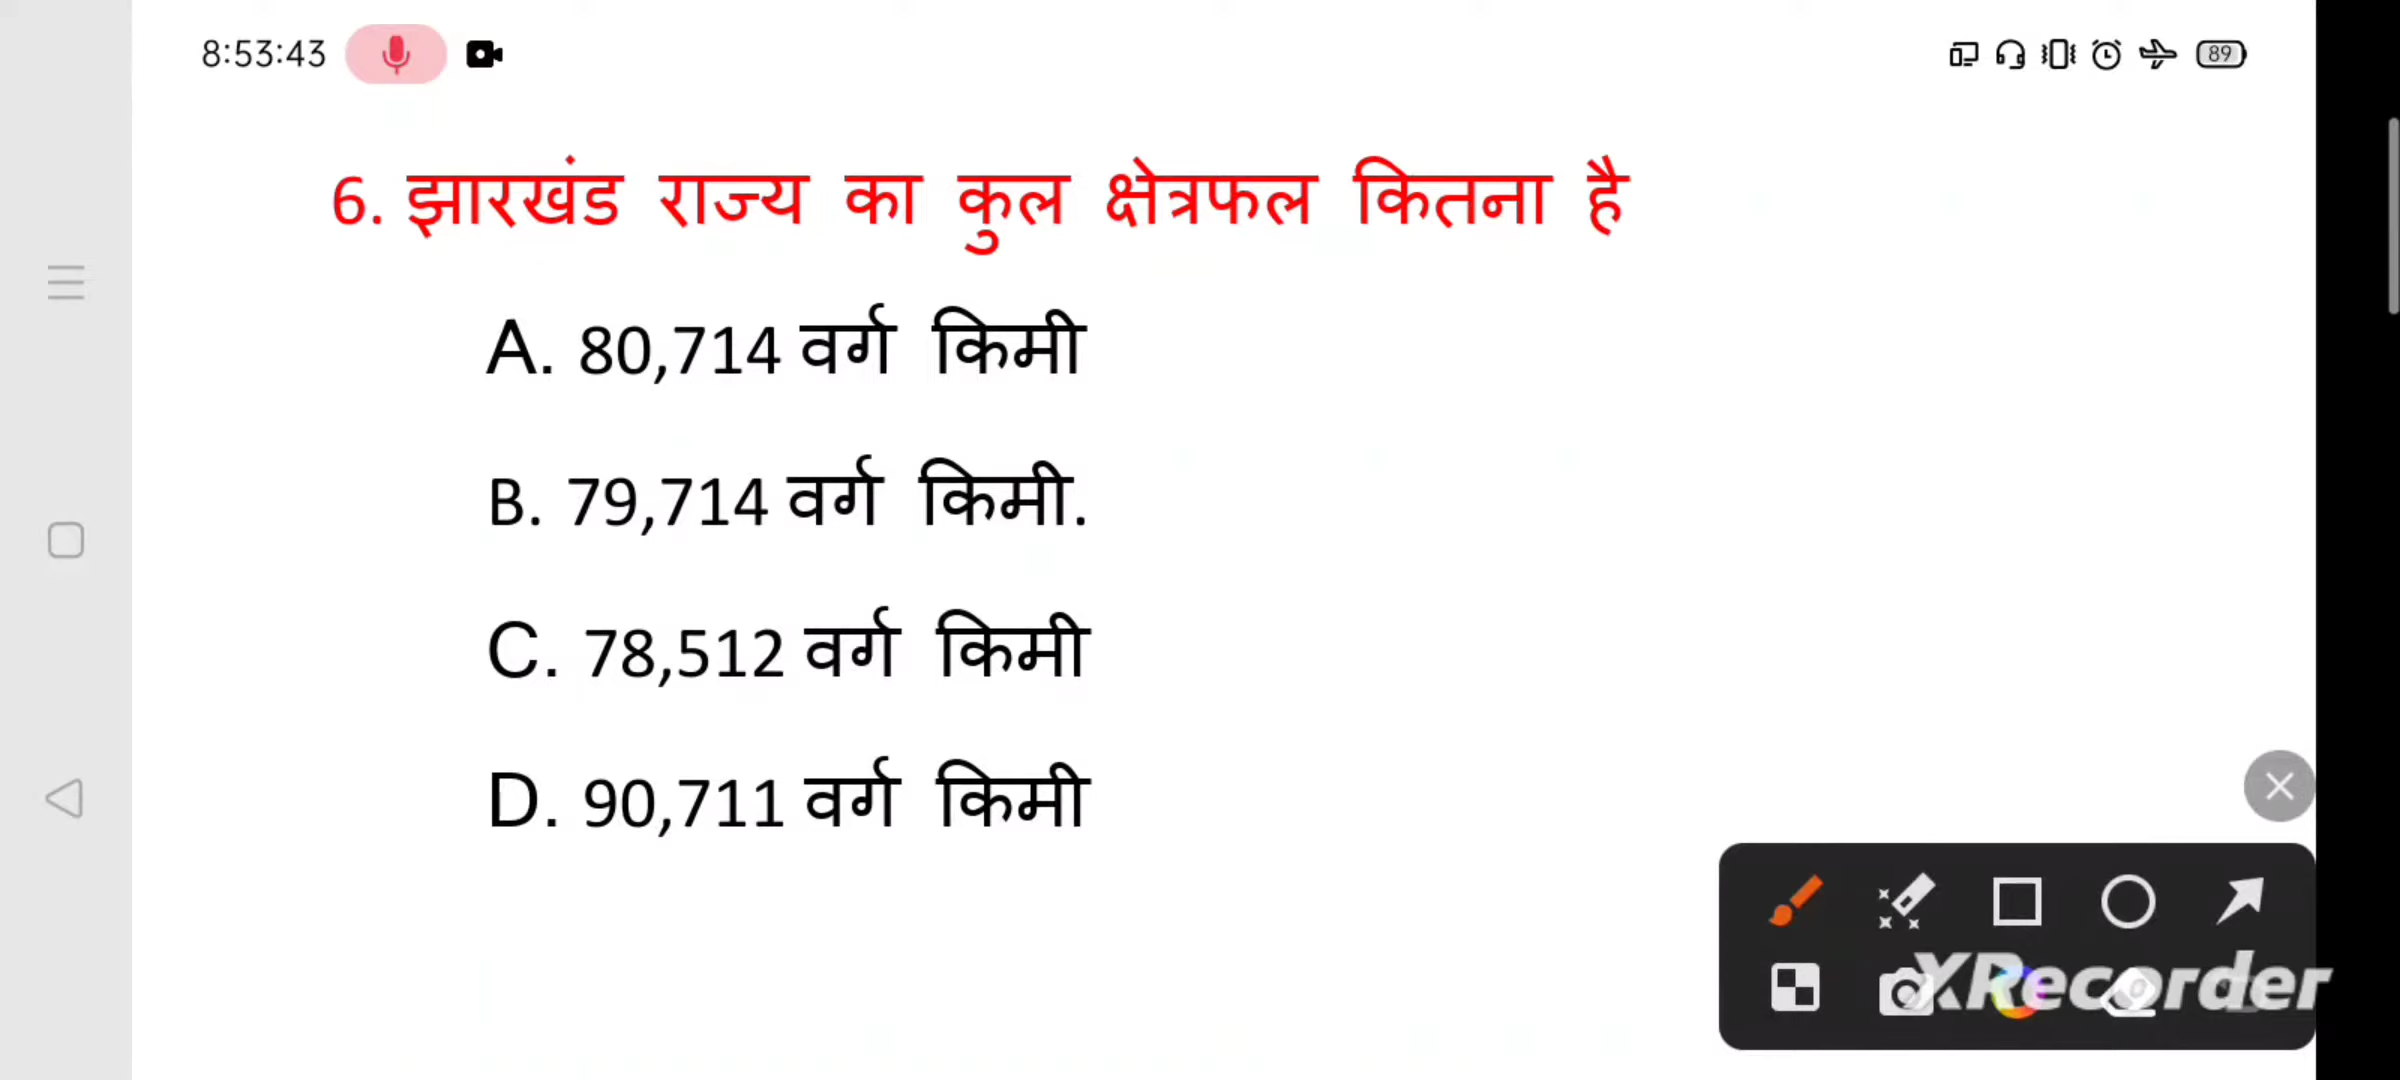 8:53:43
89
6. झारखंड राज्य का कुल क्षेत्रफल कितना है
A. 80,714 वर्ग किमी
B. 79,714 वर्ग किमी.
C. 78,512 वर्ग किमी
D. 90,711 वर्ग किमी
XRecorder